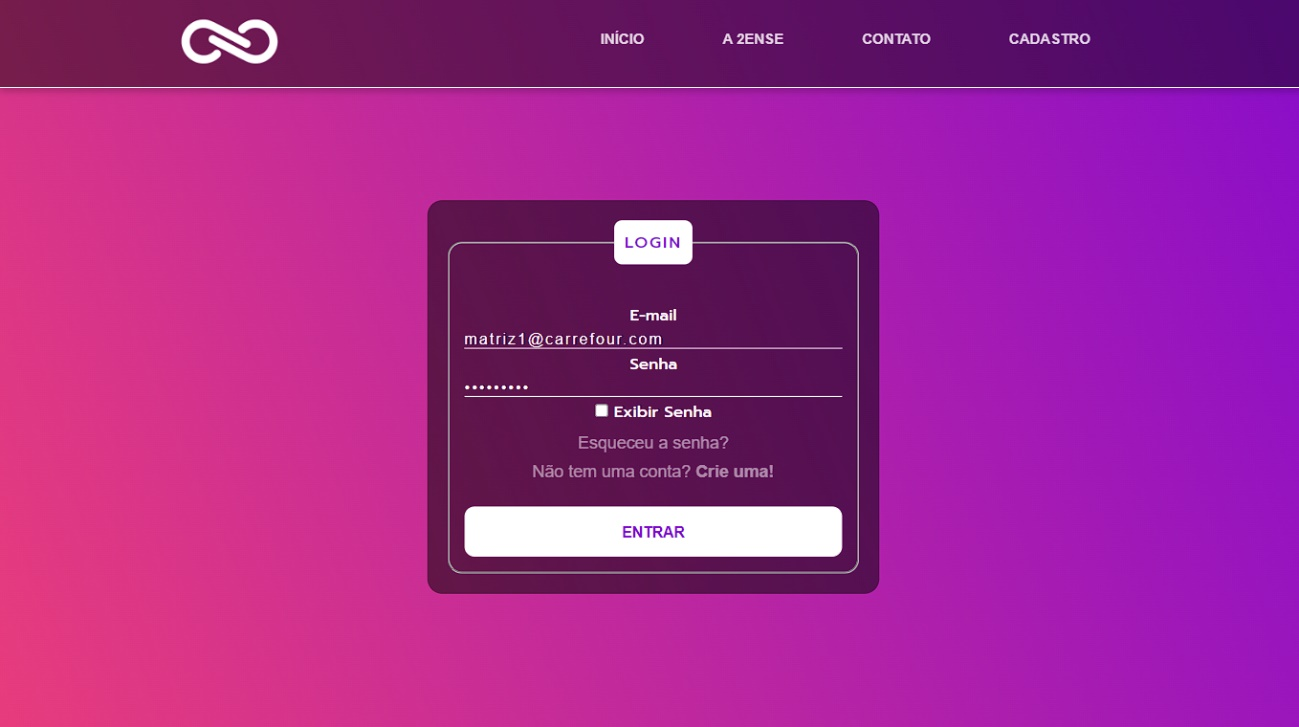 INÍCIO A 2ENSE CONTATO CADASTRO
LOGIN
E-mail
matriz1@carrefour.com
Senha
•••••••••
Exibir Senha
Esqueceu a senha?
Não tem uma conta? Crie uma!
ENTRAR